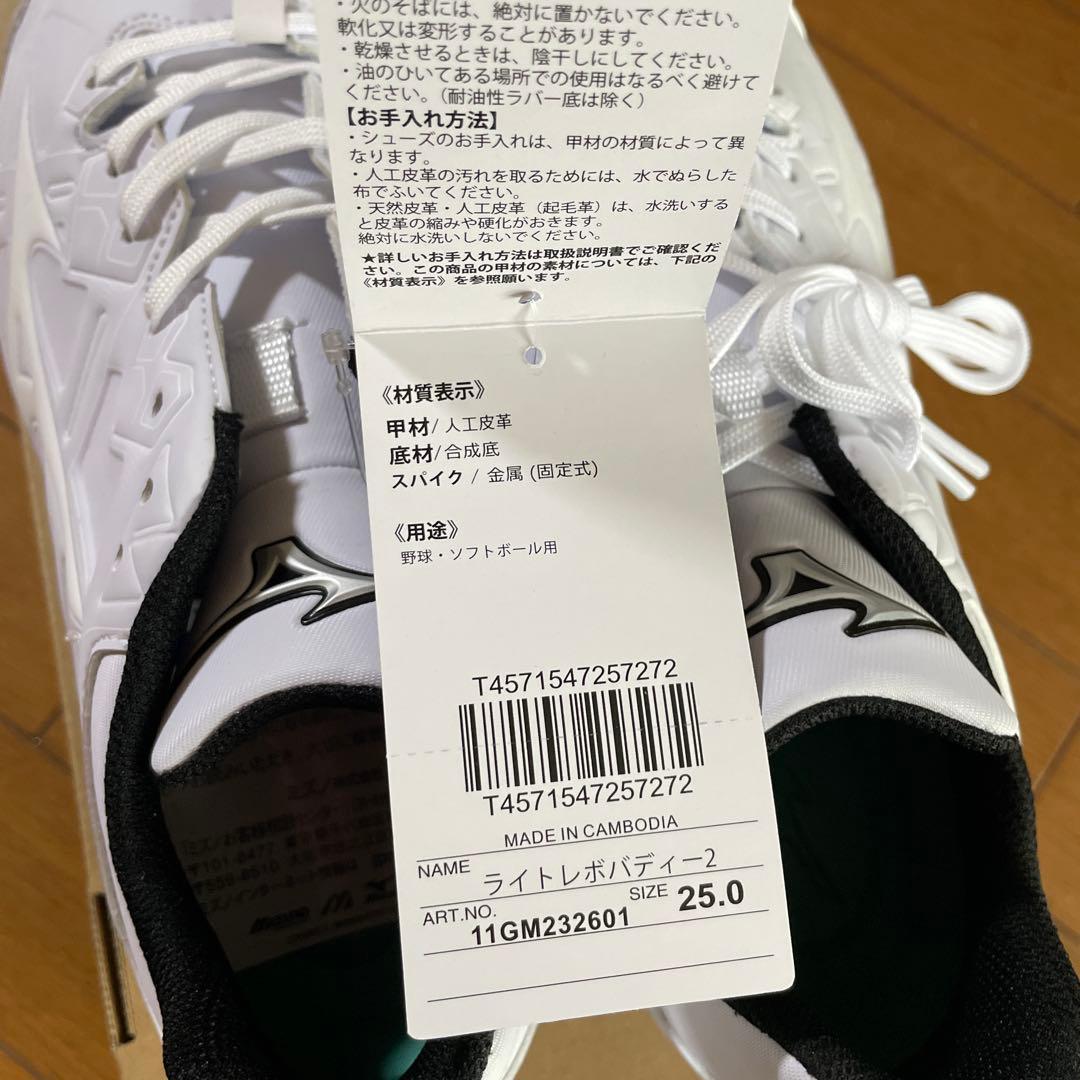 ・火のそばには、絶対に置かないでください。
軟化又は変形することがあります。
・乾燥させるときは、陰干しにしてください。
・油のひいてある場所での使用はなるべく避けて
ください。(耐油性ラバー底は除く)
【お手入れ方法】
・シューズのお手入れは、甲材の材質によって異
なります。
・人工皮革の汚れを取るためには、水でぬらした
布でふいてください。
・天然皮革・人工皮革（起毛革）は、水洗いする
と皮革の縮みや硬化がおきます。
絶対に水洗いしないでください。
★詳しいお手入れ方法は取扱説明書でご確認くだ
さい。この商品の甲材の素材については、下記の
《材質表示》を参照願います。
《材質表示》
甲材/ 人工皮革
底材/合成底
スパイク / 金属 (固定式)
《用途》
野球・ソフトボール用
T4571547257272
T4571547257272
MADE IN CAMBODIA
NAME ライトレボバディー2
ART.NO. 11GM232601 SIZE 25.0